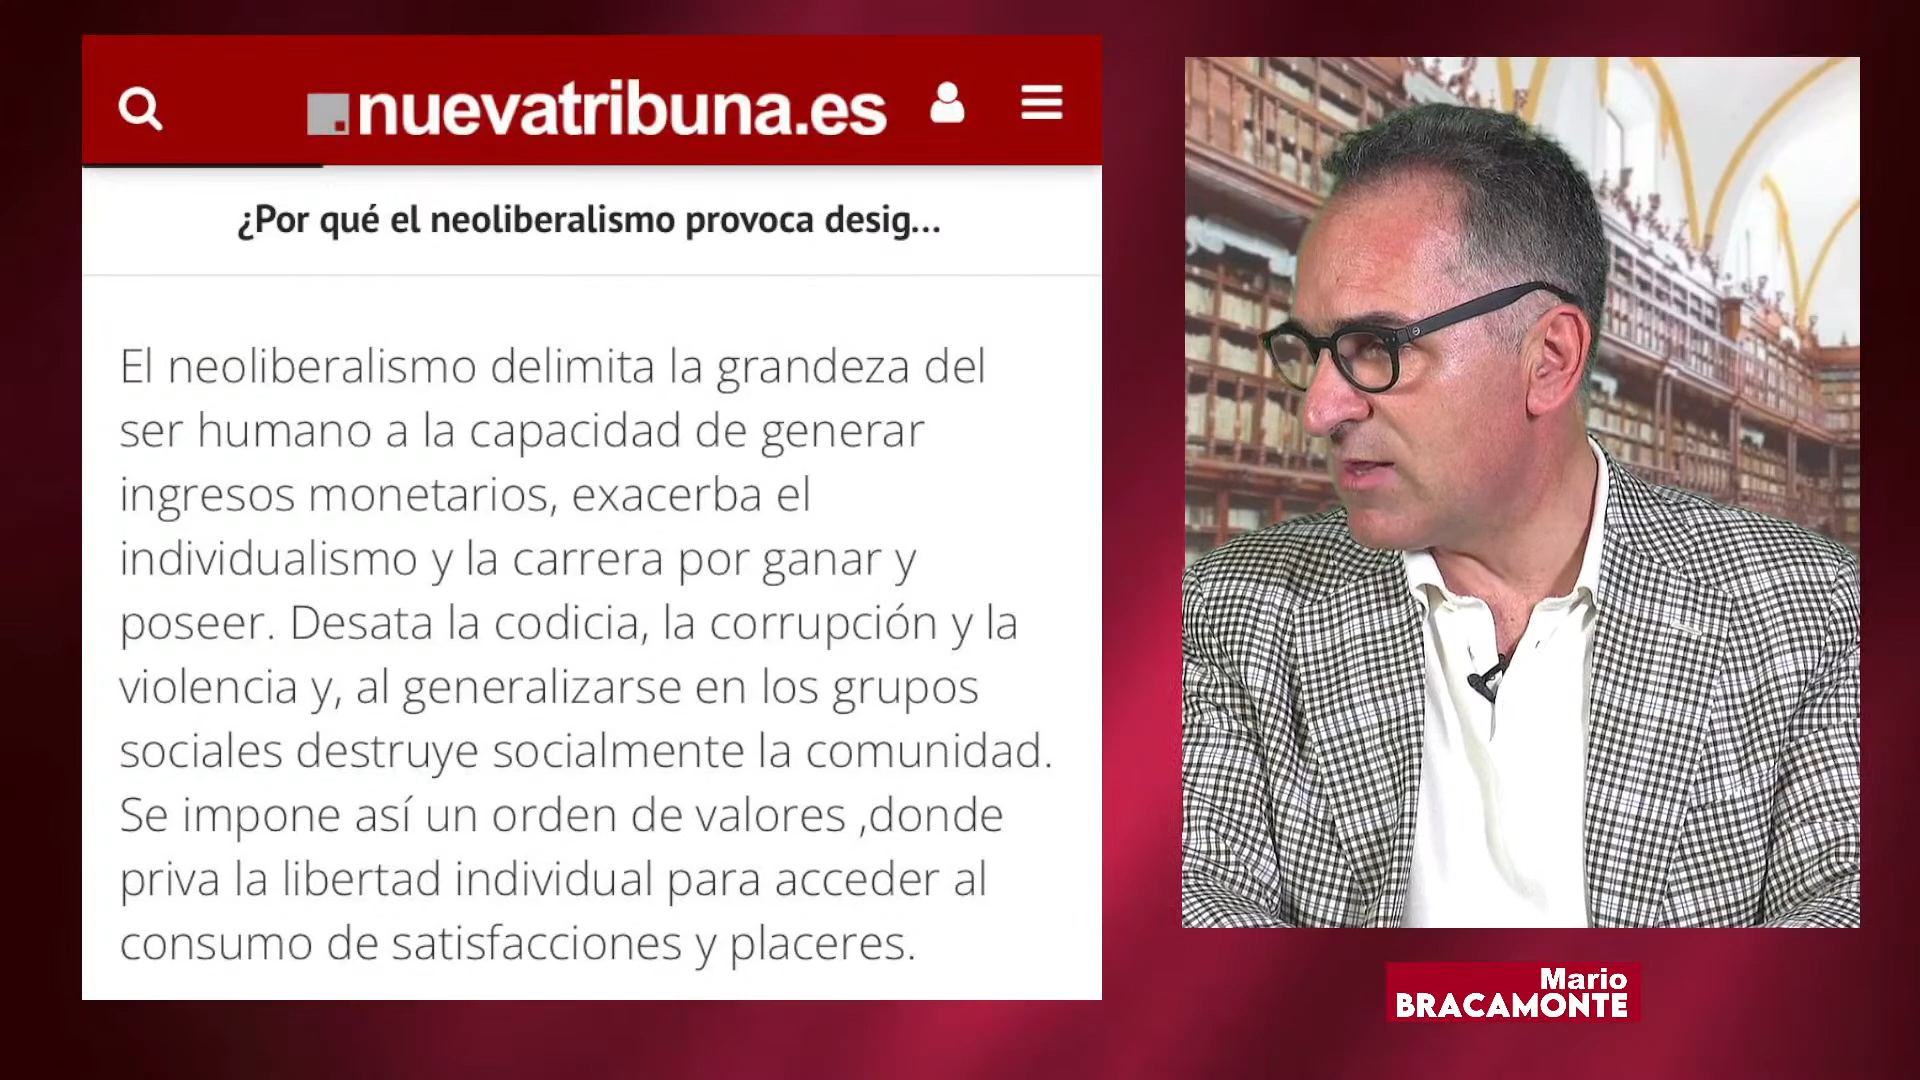 nuevatribuna.es
¿Por qué el neoliberalismo provoca desig...
El neoliberalismo delimita la grandeza del
ser humano a la capacidad de generar
ingresos monetarios, exacerba el
individualismo y la carrera por ganar y
poseer. Desata la codicia, la corrupción y la
violencia y, al generalizarse en los grupos
sociales destruye socialmente la comunidad.
Se impone así un orden de valores ,donde
priva la libertad individual para acceder al
consumo de satisfacciones y placeres.
Mario
BRACAMONTE